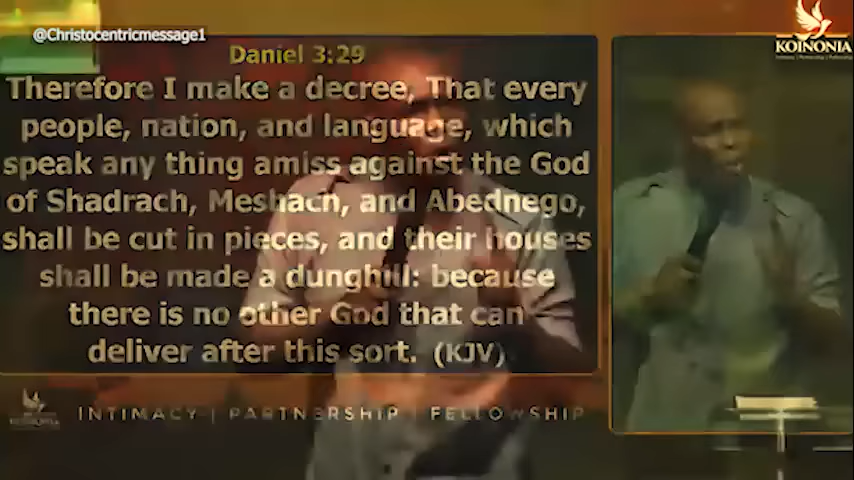 @Christocentricmessage1
KOINONIA
Daniel 3:29
Therefore I make a decree, That every
people, nation, and language, which
speak any thing amiss against the God
of Shadrach, Meshach, and Abednego,
shall be cut in pieces, and their houses
shall be made a dunghill: because
there is no other God that can
deliver after this sort. (KJV)
KOINONIA
INTIMACY | PARTNERSHIP | FELLOWSHIP